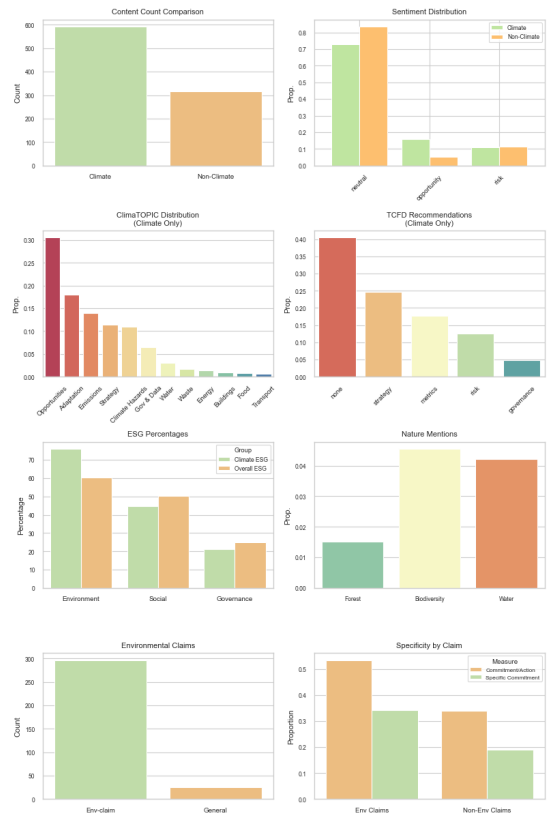 Content Count Comparison
600
500
400
300
200
100
0
Count
Climate
Non-Climate
Sentiment Distribution
Climate
Non-Climate
0.8
0.7
0.6
0.5
0.4
0.3
0.2
0.1
0.0
Prop.
neutral
opportunity
risk
ClimaTOPIC Distribution
(Climate Only)
0.30
0.25
0.20
0.15
0.10
0.05
0.00
Prop.
Opportunities
Adaptation
Emissions
Strategy
Climate Hazards
Gov & Data
Water
Waste
Energy
Buildings
Food
Transport
TCFD Recommendations
(Climate Only)
0.40
0.35
0.30
0.25
0.20
0.15
0.10
0.05
0.00
Prop.
none
strategy
metrics
risk
governance
ESG Percentages
Group
Climate ESG
Overall ESG
70
60
50
40
30
20
10
0
Percentage
Environment
Social
Governance
Nature Mentions
0.04
0.03
0.02
0.01
0.00
Prop.
Forest
Biodiversity
Water
Environmental Claims
300
250
200
150
100
50
0
Count
Env-claim
General
Specificity by Claim
Measure
Commitment/Action
Specific Commitment
0.5
0.4
0.3
0.2
0.1
0.0
Proportion
Env Claims
Non-Env Claims